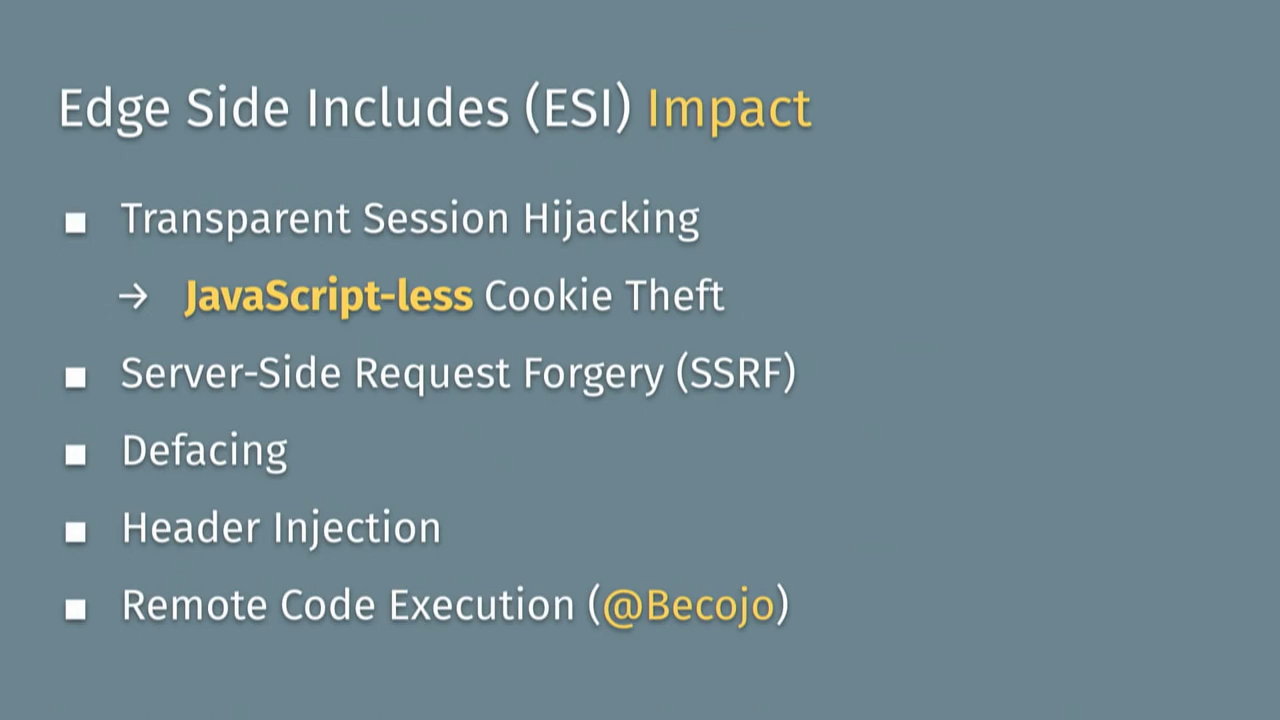 Edge Side Includes (ESI) Impact
▪ Transparent Session Hijacking
→ JavaScript-less Cookie Theft
▪ Server-Side Request Forgery (SSRF)
▪ Defacing
▪ Header Injection
▪ Remote Code Execution (@Becojo)